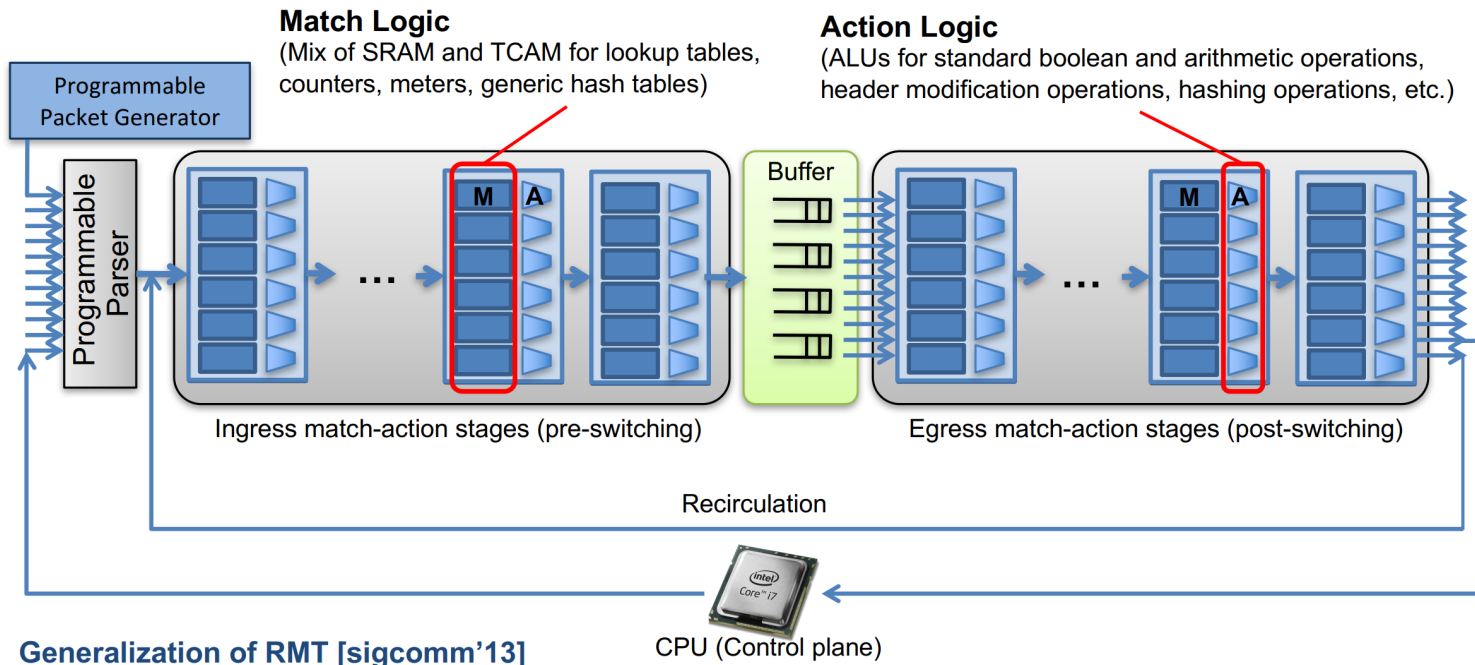 Match Logic
(Mix of SRAM and TCAM for lookup tables,
counters, meters, generic hash tables)
Action Logic
(ALUs for standard boolean and arithmetic operations,
header modification operations, hashing operations, etc.)
Programmable
Packet Generator
Programmable
Parser
M
A
...
Buffer
M
A
...
Ingress match-action stages (pre-switching)
Egress match-action stages (post-switching)
Recirculation
intel
Core™ i7
CPU (Control plane)
Generalization of RMT [sigcomm’13]